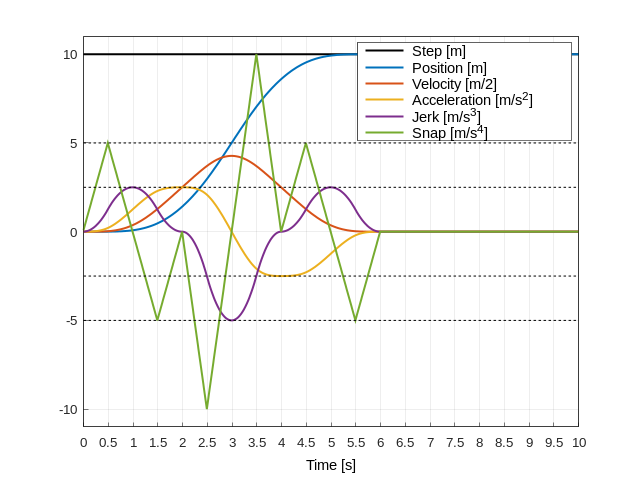 10
5
0
-5
-10
Step [m]
Position [m]
Velocity [m/2]
Acceleration [m/s²]
Jerk [m/s³]
Snap [m/s⁴]
0 0.5 1 1.5 2 2.5 3 3.5 4 4.5 5 5.5 6 6.5 7 7.5 8 8.5 9 9.5 10
Time [s]